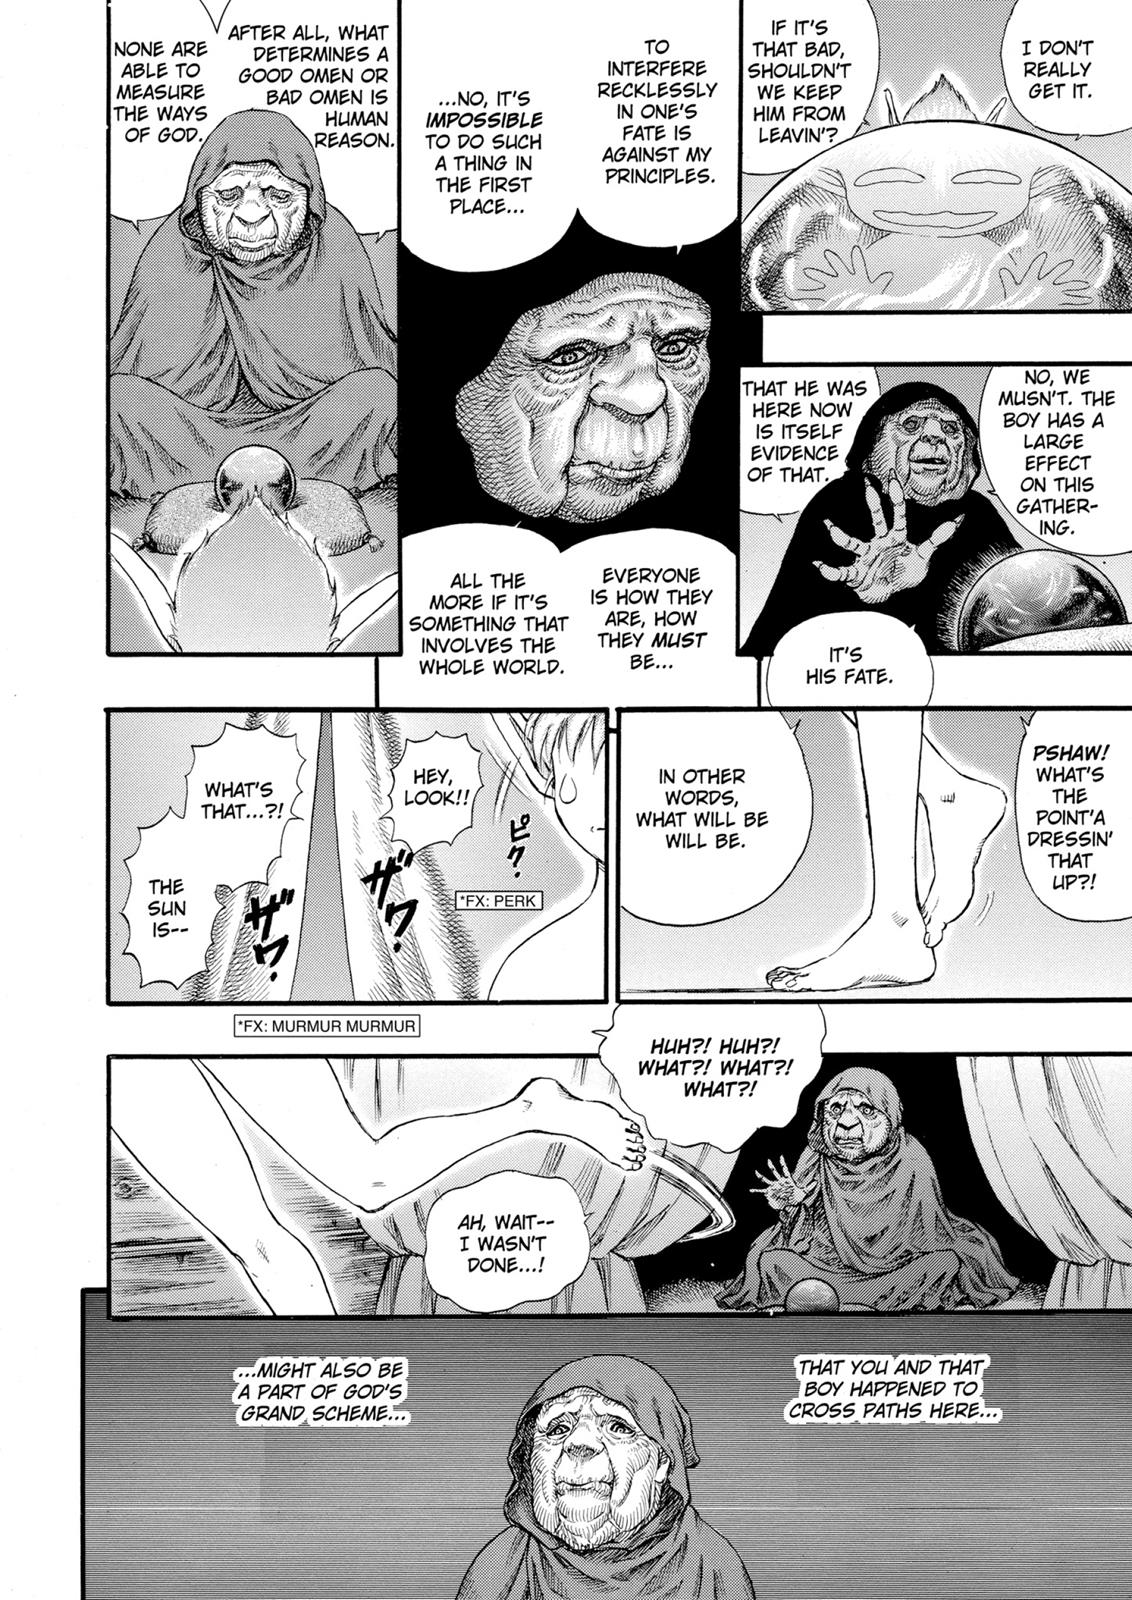 I DON'T
REALLY
GET IT.
IF IT'S
THAT BAD,
SHOULDN'T
WE KEEP
HIM FROM
LEAVIN'?
NO, WE
MUSN'T. THE
BOY HAS A
LARGE
EFFECT
ON THIS
GATHER-
ING.
THAT HE WAS
HERE NOW
IS ITSELF
EVIDENCE
OF THAT.
IT'S
HIS FATE.
TO
INTERFERE
RECKLESSLY
IN ONE'S
FATE IS
AGAINST MY
PRINCIPLES.
...NO, IT'S
IMPOSSIBLE
TO DO SUCH
A THING IN
THE FIRST
PLACE...
EVERYONE
IS HOW THEY
ARE, HOW
THEY MUST
BE...
ALL THE
MORE IF IT'S
SOMETHING THAT
INVOLVES THE
WHOLE WORLD.
AFTER ALL, WHAT
DETERMINES A
GOOD OMEN OR
BAD OMEN IS
HUMAN
REASON.
NONE ARE
ABLE TO
MEASURE
THE WAYS
OF GOD.
PSHAW!
WHAT'S
THE
POINT'A
DRESSIN'
THAT
UP?!
IN OTHER
WORDS,
WHAT WILL BE
WILL BE.
ピク?
*FX: PERK
HEY,
LOOK!!
ザワ?
WHAT'S
THAT...?!
ザワ?
THE
SUN
IS--
*FX: MURMUR MURMUR
HUH?! HUH?!
WHAT?! WHAT?!
WHAT?!
AH, WAIT--
I WASN'T
DONE...!
THAT YOU AND THAT
BOY HAPPENED TO
CROSS PATHS HERE...
...MIGHT ALSO BE
A PART OF GOD'S
GRAND SCHEME...